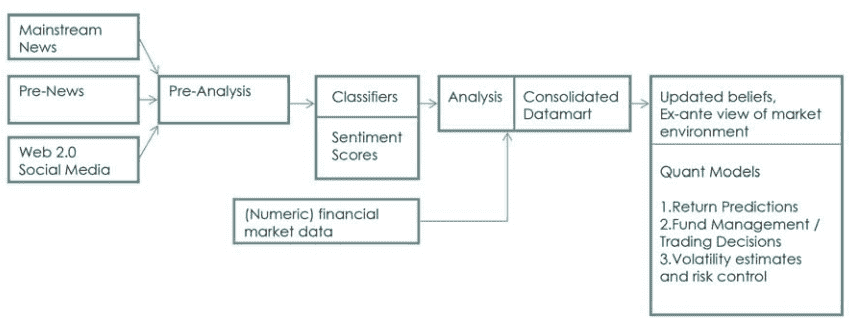 Mainstream
News
Pre-News
Web 2.0
Social Media
Pre-Analysis
Classifiers
Sentiment
Scores
(Numeric) financial
market data
Analysis
Consolidated
Datamart
Updated beliefs,
Ex-ante view of market
environment
Quant Models
1.Return Predictions
2.Fund Management /
Trading Decisions
3.Volatility estimates
and risk control